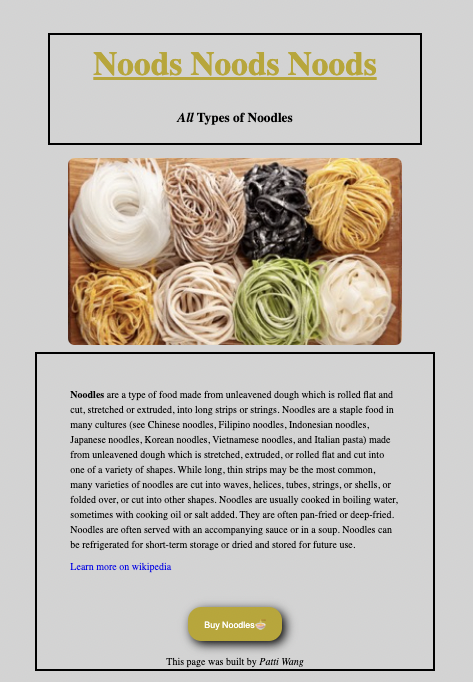 Noods Noods Noods
All Types of Noodles
Noodles are a type of food made from unleavened dough which is rolled flat and
cut, stretched or extruded, into long strips or strings. Noodles are a staple food in
many cultures (see Chinese noodles, Filipino noodles, Indonesian noodles,
Japanese noodles, Korean noodles, Vietnamese noodles, and Italian pasta) made
from unleavened dough which is stretched, extruded, or rolled flat and cut into
one of a variety of shapes. While long, thin strips may be the most common,
many varieties of noodles are cut into waves, helices, tubes, strings, or shells, or
folded over, or cut into other shapes. Noodles are usually cooked in boiling water,
sometimes with cooking oil or salt added. They are often pan-fried or deep-fried.
Noodles are often served with an accompanying sauce or in a soup. Noodles can
be refrigerated for short-term storage or dried and stored for future use.
Learn more on wikipedia
Buy Noodles🍜
This page was built by Patti Wang